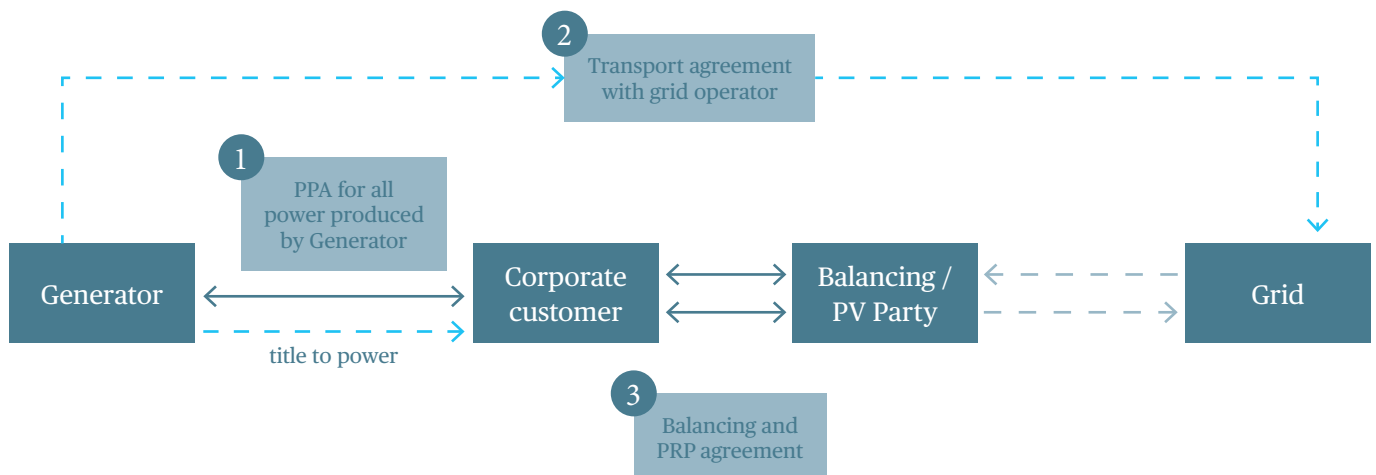 2
Transport agreement
with grid operator
1
PPA for all
power produced
by Generator
Generator
Corporate
customer
Balancing /
PV Party
Grid
title to power
3
Balancing and
PRP agreement